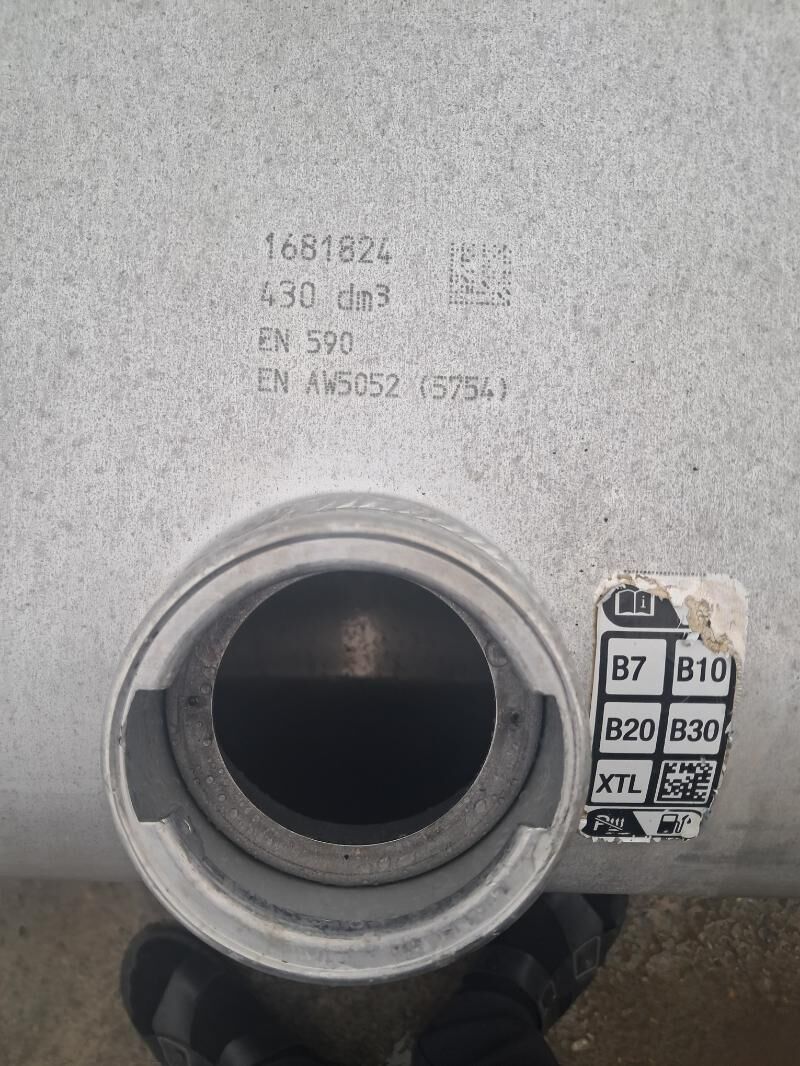 1681824
430 dm³
EN 590
EN AW5052 (5754)
B7 B10
B20 B30
XTL